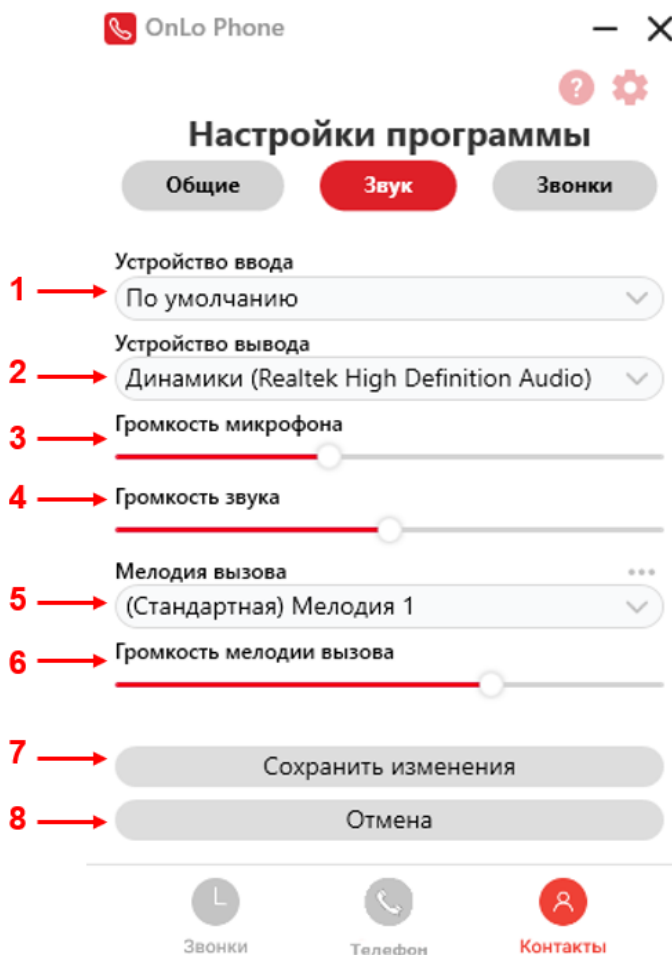 OnLo Phone
?
Настройки программы
Общие Звук Звонки
Устройство ввода
1 По умолчанию
Устройство вывода
2 Динамики (Realtek High Definition Audio)
3 Громкость микрофона
4 Громкость звука
Мелодия вызова ...
5 (Стандартная) Мелодия 1
6 Громкость мелодии вызова
7 Сохранить изменения
8 Отмена
Звонки Телефон Контакты